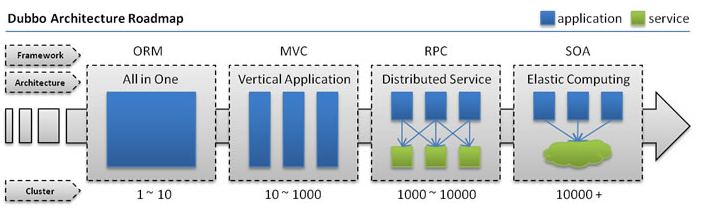 Dubbo Architecture Roadmap
application
service
Framework
ORM
MVC
RPC
SOA
Architecture
All in One
Vertical Application
Distributed Service
Elastic Computing
Cluster
1 ~ 10
10 ~ 1000
1000 ~ 10000
10000 +